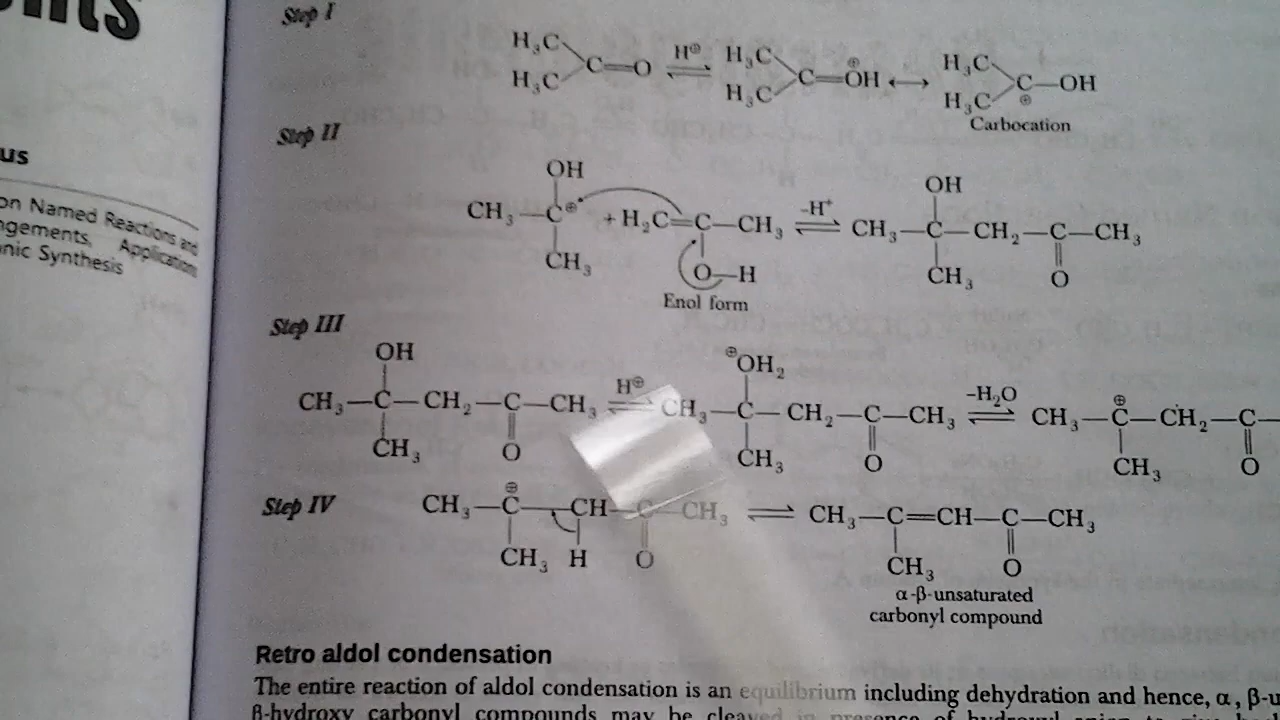 us
on Named Reactions and
ngements, Applications
nic Synthesis
Step I
H₃C
H₃C
C=O
H⊕
H₃C
H₃C
C=O⊕H ↔
H₃C
H₃C
C—OH
⊕
Carbocation
Step II
OH
CH₃—C⊕ + H₂C=C—CH₃ ⇌ CH₃—C—CH₂—C—CH₃
–H⁺
OH
CH₃
O—H
CH₃
O
Enol form
Step III
OH
⊕OH₂
CH₃—C—CH₂—C—CH₃ ⇌ CH₃—C—CH₂—C—CH₃ ⇌ CH₃—C—CH₂—C—
H⊕
–H₂O
⊕
CH₃
O
CH₃
O
CH₃
O
Step IV
⊕
CH₃—C—CH—C—CH₃ ⇌ CH₃—C=CH—C—CH₃
CH₃ H O
CH₃ O
α-β-unsaturated
carbonyl compound
Retro aldol condensation
The entire reaction of aldol condensation is an equilibrium including dehydration and hence, α, β-u
β-hydroxy carbonyl compounds may be cleaved in presence of hydroxyl